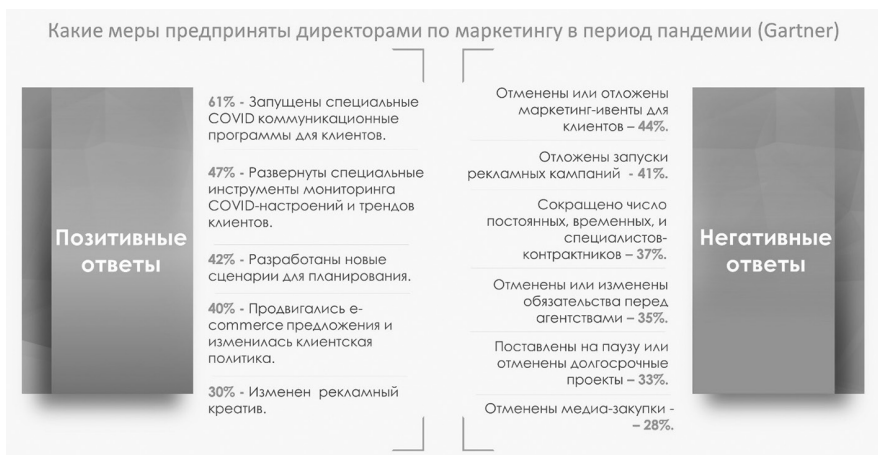 Какие меры предприняты директорами по маркетингу в период пандемии (Gartner)
Позитивные
ответы
61% - Запущены специальные
COVID коммуникационные
программы для клиентов.
47% - Развернуты специальные
инструменты мониторинга
COVID-настроений и трендов
клиентов.
42% - Разработаны новые
сценарии для планирования.
40% - Продвигались e-
commerce предложения и
изменилась клиентская
политика.
30% - Изменен рекламный
креатив.
Отменены или отложены
маркетинг-ивенты для
клиентов – 44%.
Отложены запуски
рекламных кампаний - 41%.
Сокращено число
постоянных, временных, и
специалистов-
контрактников – 37%.
Отменены или изменены
обязательства перед
агентствами – 35%.
Поставлены на паузу или
отменены долгосрочные
проекты – 33%.
Отменены медиа-закупки -
– 28%.
Негативные
ответы